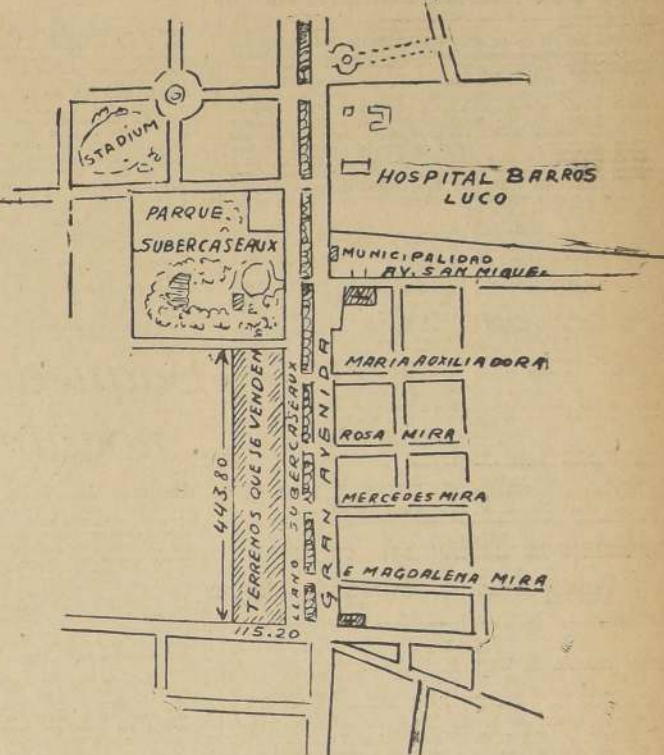 STADIUM
HOSPITAL BARROS
LUCO
PARQUE
SUBERCASEAUX
MUNICIPALIDAD
AV. SAN MIGUEL
MARIA AUXILIADORA
ROSA MIRA
MERCEDES MIRA
E MAGDALENA MIRA
GRAN AVENIDA
LLANO SUBERCASEAUX
TERRENOS QUE SE VENDEN
443.80
115.20